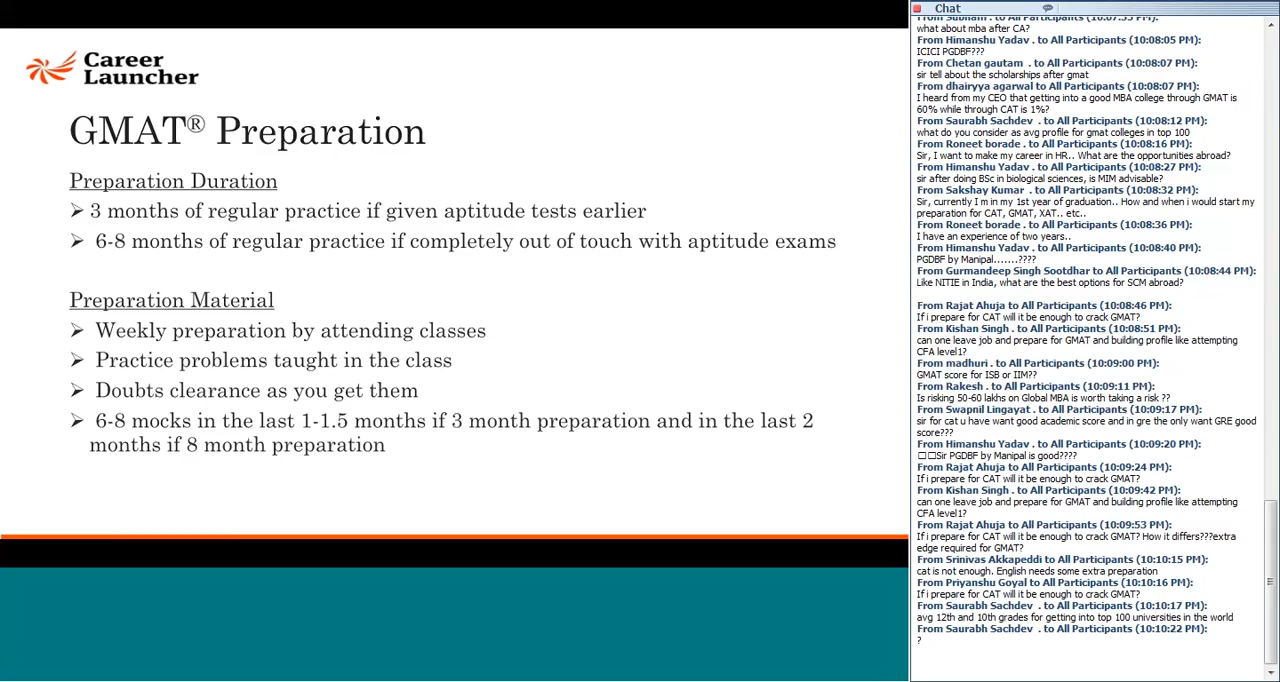 Career
Launcher
GMAT® Preparation
Preparation Duration
➢ 3 months of regular practice if given aptitude tests earlier
➢ 6-8 months of regular practice if completely out of touch with aptitude exams
Preparation Material
➢ Weekly preparation by attending classes
➢ Practice problems taught in the class
➢ Doubts clearance as you get them
➢ 6-8 mocks in the last 1-1.5 months if 3 month preparation and in the last 2
months if 8 month preparation
Chat
From Subham . to All Participants (10:07:53 PM):
what about mba after CA?
From Himanshu Yadav . to All Participants (10:08:05 PM):
ICICI PGDBF???
From Chetan gautam . to All Participants (10:08:07 PM):
sir tell about the scholarships after gmat
From dhairyya agarwal to All Participants (10:08:07 PM):
I heard from my CEO that getting into a good MBA college through GMAT is
60% while through CAT is 1%?
From Saurabh Sachdev . to All Participants (10:08:12 PM):
what do you consider as avg profile for gmat colleges in top 100
From Roneet borade . to All Participants (10:08:16 PM):
Sir, I want to make my career in HR.. What are the opportunities abroad?
From Himanshu Yadav . to All Participants (10:08:27 PM):
sir after doing BSc in biological sciences, is MIM advisable?
From Sakshay Kumar . to All Participants (10:08:32 PM):
Sir, currently I m in my 1st year of graduation.. How and when i would start my
preparation for CAT, GMAT, XAT.. etc..
From Roneet borade . to All Participants (10:08:36 PM):
I have an experience of two years..
From Himanshu Yadav . to All Participants (10:08:40 PM):
PGDBF by Manipal.......????
From Gurmandeep Singh Sootdhar to All Participants (10:08:44 PM):
Like NITIE in India, what are the best options for SCM abroad?
From Rajat Ahuja to All Participants (10:08:46 PM):
If i prepare for CAT will it be enough to crack GMAT?
From Kishan Singh . to All Participants (10:08:51 PM):
can one leave job and prepare for GMAT and building profile like attempting
CFA level1?
From madhuri . to All Participants (10:09:00 PM):
GMAT score for ISB or IIM??
From Rakesh . to All Participants (10:09:11 PM):
Is risking 50-60 lakhs on Global MBA is worth taking a risk ??
From Swapnil Lingayat . to All Participants (10:09:17 PM):
sir for cat u have want good academic score and in gre the only want GRE good
score???
From Himanshu Yadav . to All Participants (10:09:20 PM):
□□Sir PGDBF by Manipal is good????
From Rajat Ahuja to All Participants (10:09:24 PM):
If i prepare for CAT will it be enough to crack GMAT?
From Kishan Singh . to All Participants (10:09:42 PM):
can one leave job and prepare for GMAT and building profile like attempting
CFA level1?
From Rajat Ahuja to All Participants (10:09:53 PM):
If i prepare for CAT will it be enough to crack GMAT? How it differs???extra
edge required for GMAT?
From Srinivas Akkapeddi to All Participants (10:10:15 PM):
cat is not enough. English needs some extra preparation
From Priyanshu Goyal to All Participants (10:10:16 PM):
If i prepare for CAT will it be enough to crack GMAT?
From Saurabh Sachdev . to All Participants (10:10:17 PM):
avg 12th and 10th grades for getting into top 100 universities in the world
From Saurabh Sachdev . to All Participants (10:10:22 PM):
?